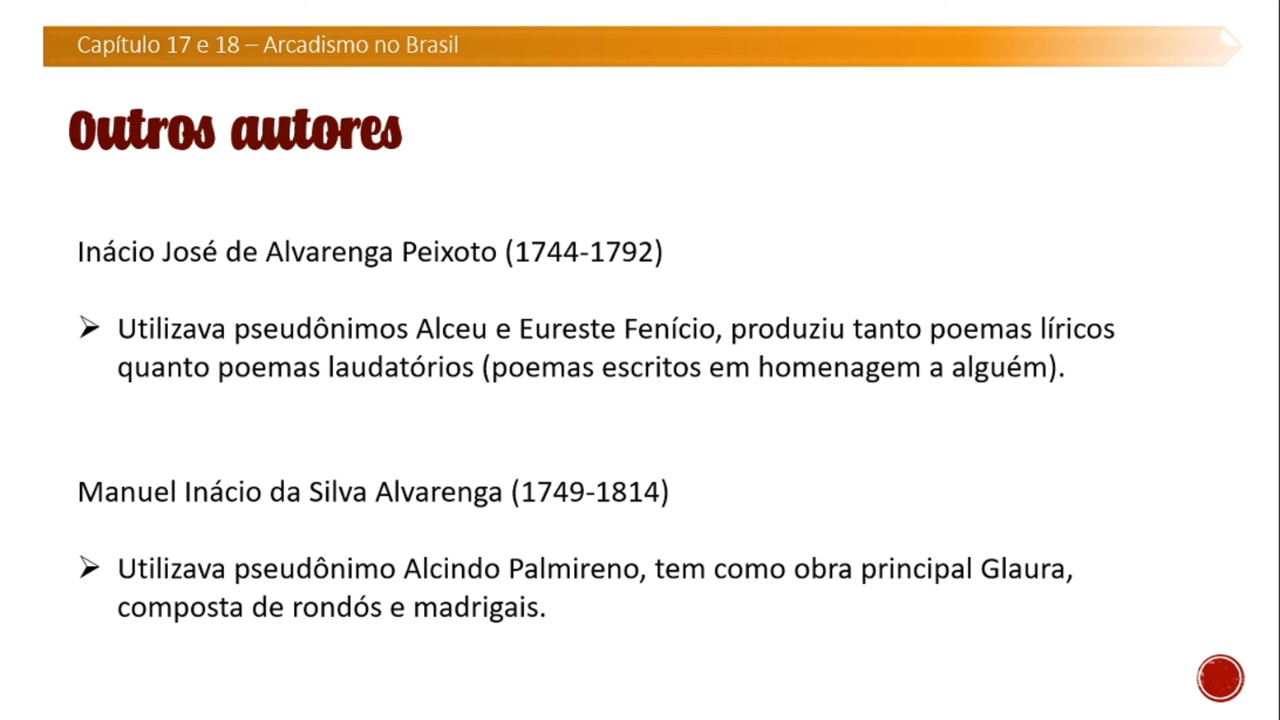 Capítulo 17 e 18 – Arcadismo no Brasil
Outros autores
Inácio José de Alvarenga Peixoto (1744-1792)
Utilizava pseudônimos Alceu e Eureste Fenício, produziu tanto poemas líricos
quanto poemas laudatórios (poemas escritos em homenagem a alguém).
Manuel Inácio da Silva Alvarenga (1749-1814)
Utilizava pseudônimo Alcindo Palmireno, tem como obra principal Glaura,
composta de rondós e madrigais.